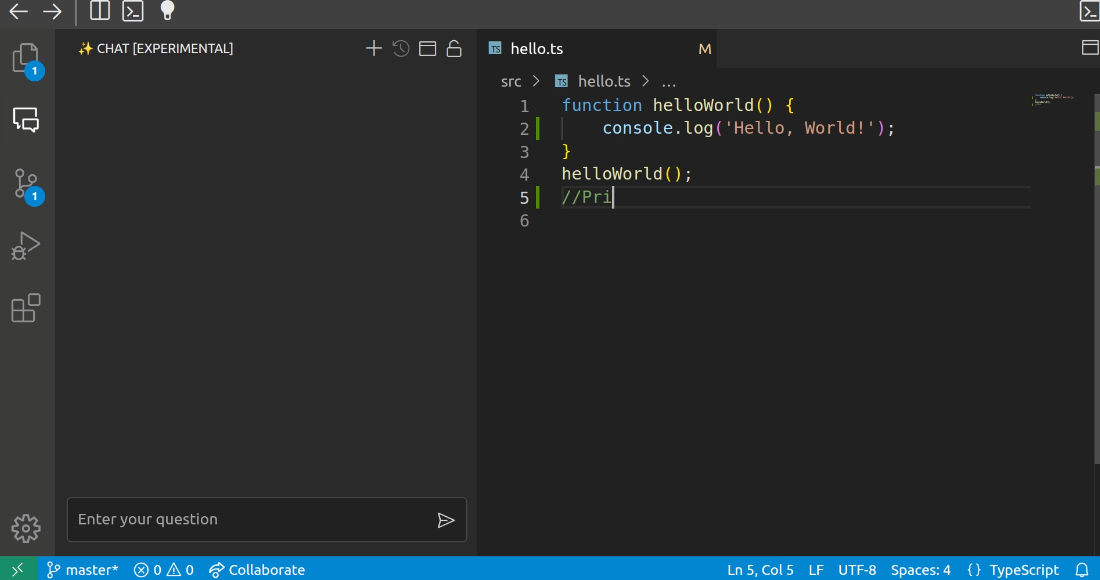 ✨ CHAT [EXPERIMENTAL]
TS hello.ts M
src > TS hello.ts > ...
1 function helloWorld() {
2 console.log('Hello, World!');
3 }
4 helloWorld();
5 //Pri
6
1
1
Enter your question
master* 0 0 Collaborate
Ln 5, Col 5 LF UTF-8 Spaces: 4 {} TypeScript